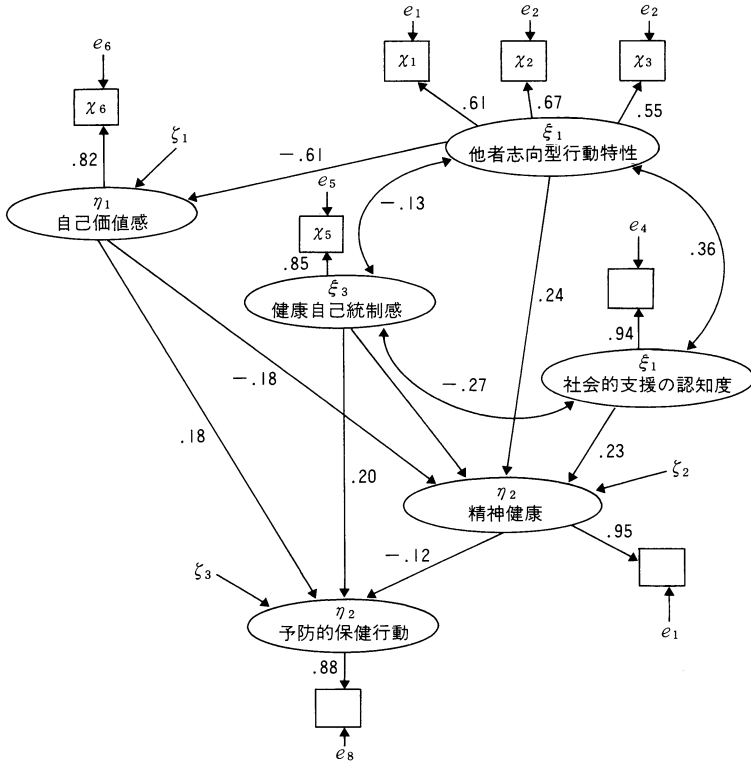 e1
e2
e2
e6
χ1
χ2
χ3
χ6
.61
.67
.55
ζ1
ξ1
他者志向型行動特性
.82
−.61
e5
η1
自己価値感
−.13
χ5
e4
.36
.85
ξ3
健康自己統制感
.24
.94
ξ1
社会的支援の認知度
−.18
−.27
.18
.23
.20
η2
精神健康
ζ2
.95
−.12
ζ3
η2
予防的保健行動
e1
.88
e8